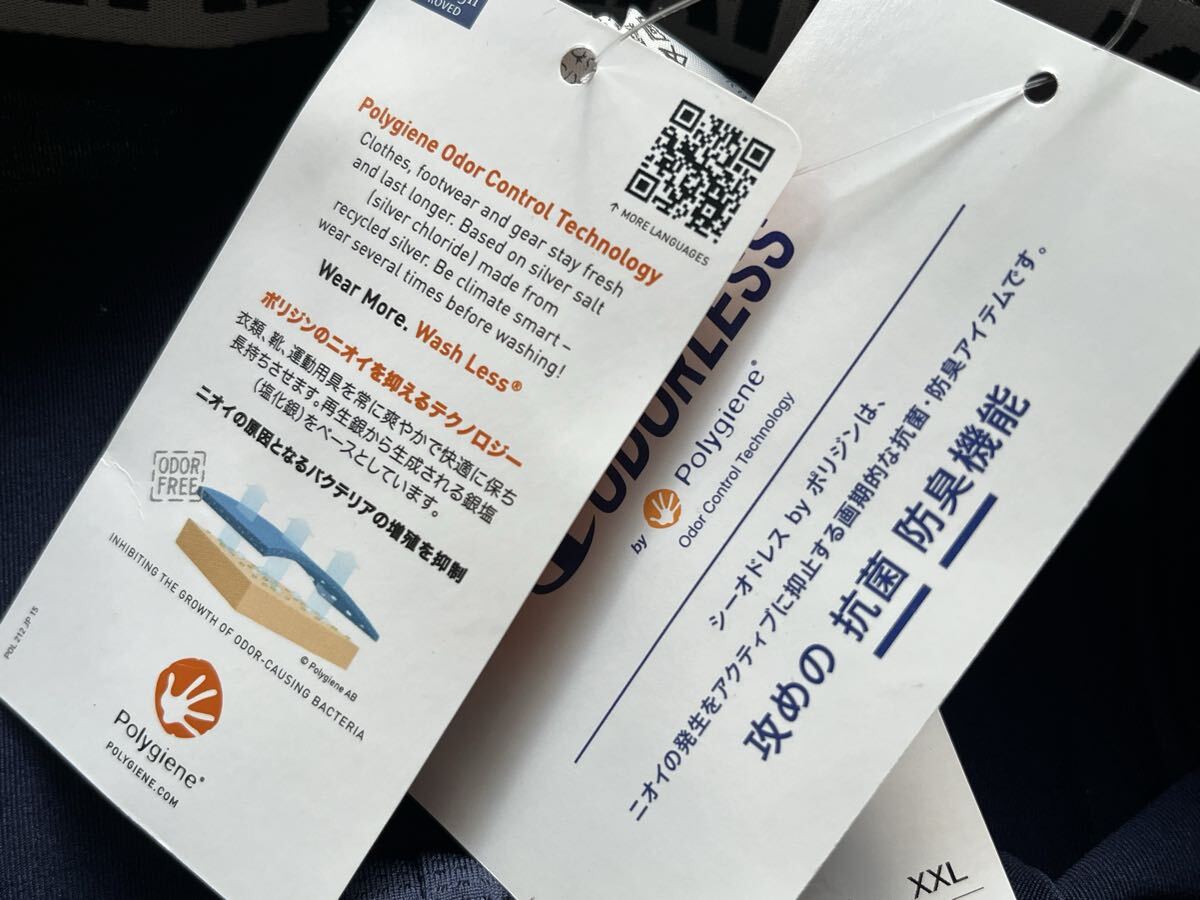 OVED
Polygiene Odor Control Technology
Clothes, footwear and gear stay fresh
and last longer. Based on silver salt
(silver chloride) made from
recycled silver. Be climate smart –
wear several times before washing!
Wear More. Wash Less®
ポリジンのニオイを抑えるテクノロジー
衣類、靴、運動用具を常に爽やかで快適に保ち
長持ちさせます。再生銀から生成される銀塩
(塩化銀)をベースとしています。
ニオイの原因となるバクテリアの増殖を抑制
ODOR
FREE
INHIBITING THE GROWTH OF ODOR-CAUSING BACTERIA
© Polygiene AB
POL 212 JP 15
Polygiene®
POLYGIENE.COM
↑ MORE LANGUAGES
ODORLESS
by Polygiene®
Odor Control Technology
シーオドレス by ポリジンは、
ニオイの発生をアクティブに抑止する画期的な抗菌・防臭アイテムです。
攻めの 抗菌 防臭機能
XXL